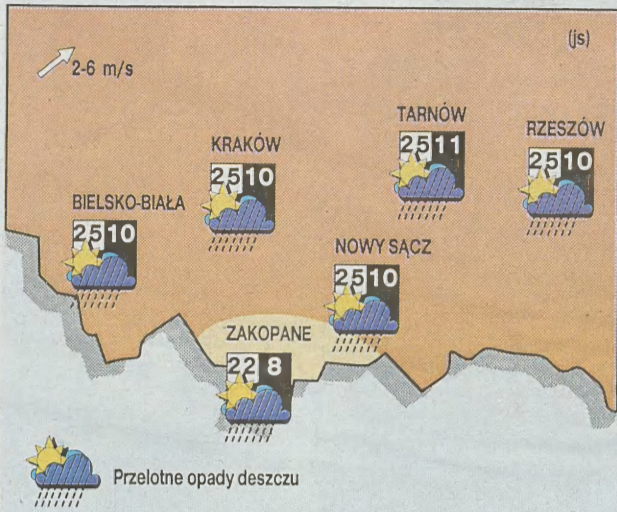 (js)
2-6 m/s
TARNÓW
25 11
RZESZÓW
25 10
KRAKÓW
25 10
BIELSKO-BIAŁA
25 10
NOWY SĄCZ
25 10
ZAKOPANE
22 8
Przelotne opady deszczu